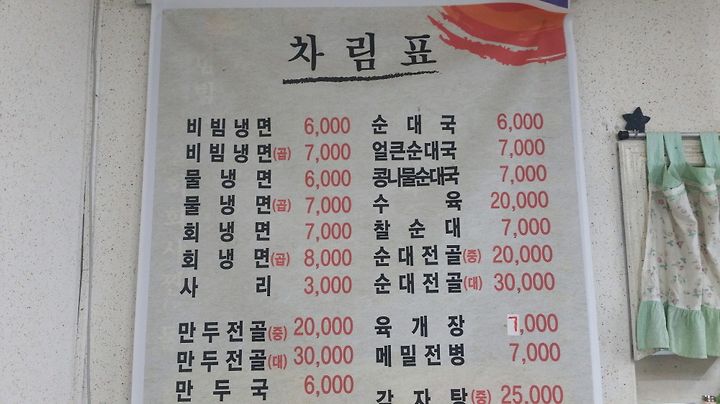 차림표
비빔냉면 6,000
비빔냉면(곱) 7,000
물냉면 6,000
물냉면(곱) 7,000
회냉면 7,000
회냉면(곱) 8,000
사리 3,000
만두전골(중) 20,000
만두전골(대) 30,000
만두국 6,000
순대국 6,000
얼큰순대국 7,000
콩나물순대국 7,000
수육 20,000
찰순대 7,000
순대전골(중) 20,000
순대전골(대) 30,000
육개장 7,000
메밀전병 7,000
감자탕(중) 25,000